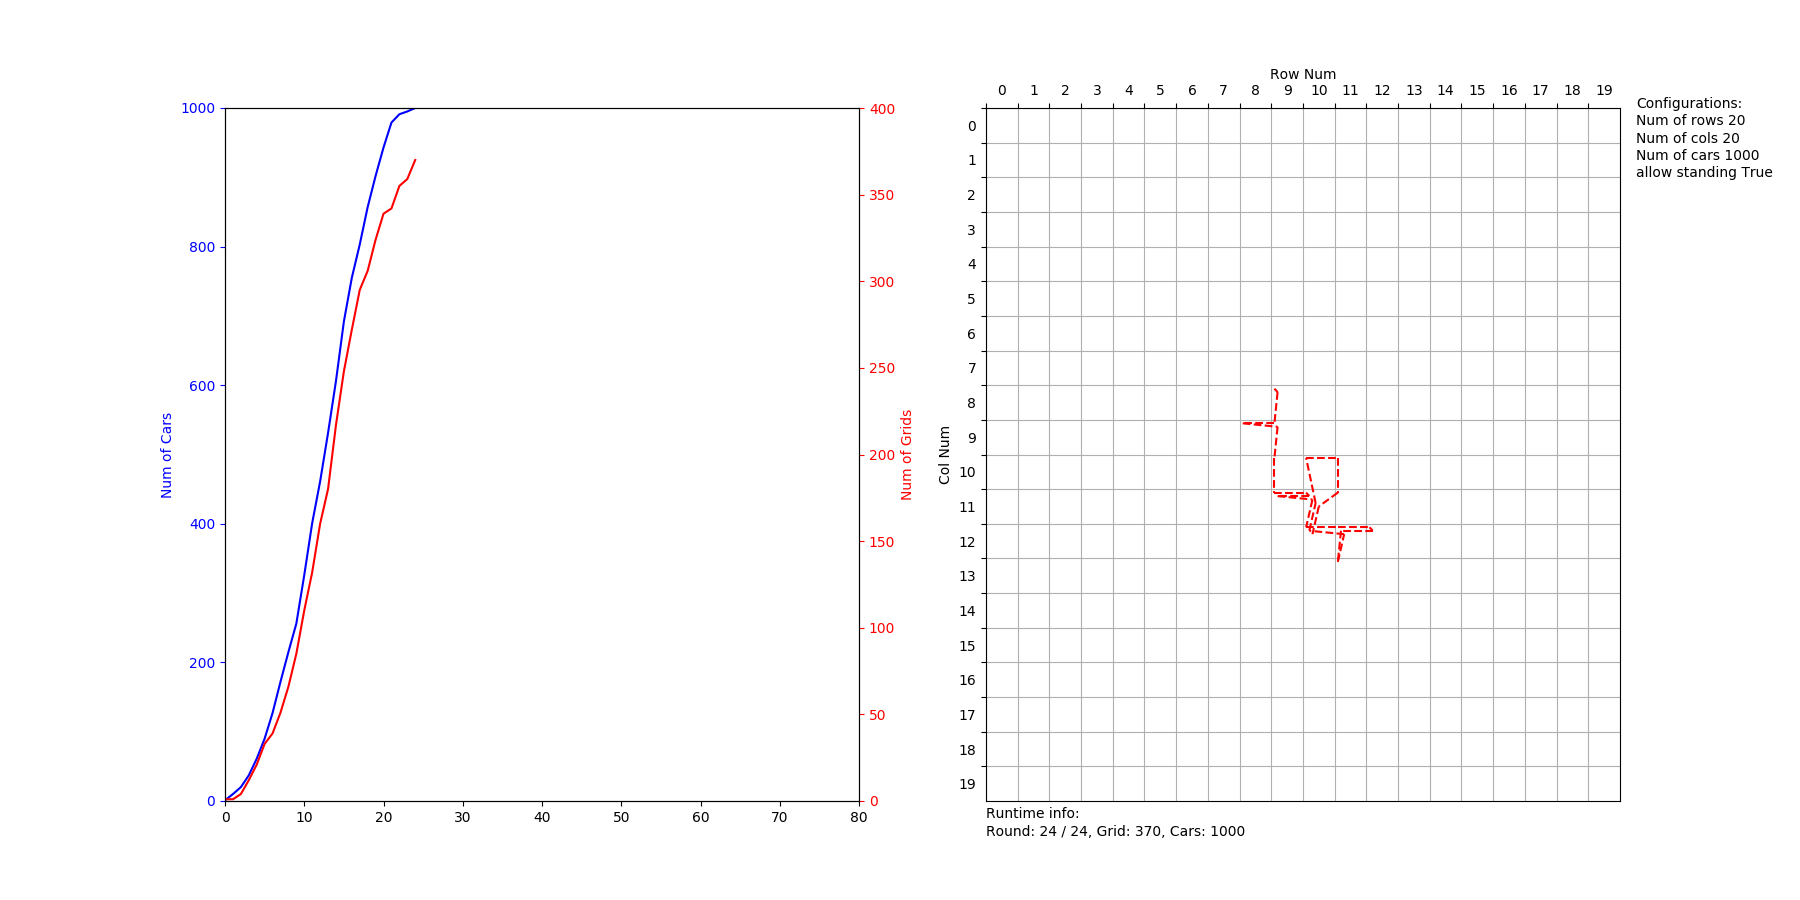 Num of Cars
1000
800
600
400
200
0
0 10 20 30 40 50 60 70 80
400
350
300
250
200
150
100
50
0
Num of Grids
Row Num
0 1 2 3 4 5 6 7 8 9 10 11 12 13 14 15 16 17 18 19
Col Num
0
1
2
3
4
5
6
7
8
9
10
11
12
13
14
15
16
17
18
19
Configurations:
Num of rows 20
Num of cols 20
Num of cars 1000
allow standing True
Runtime info:
Round: 24 / 24, Grid: 370, Cars: 1000